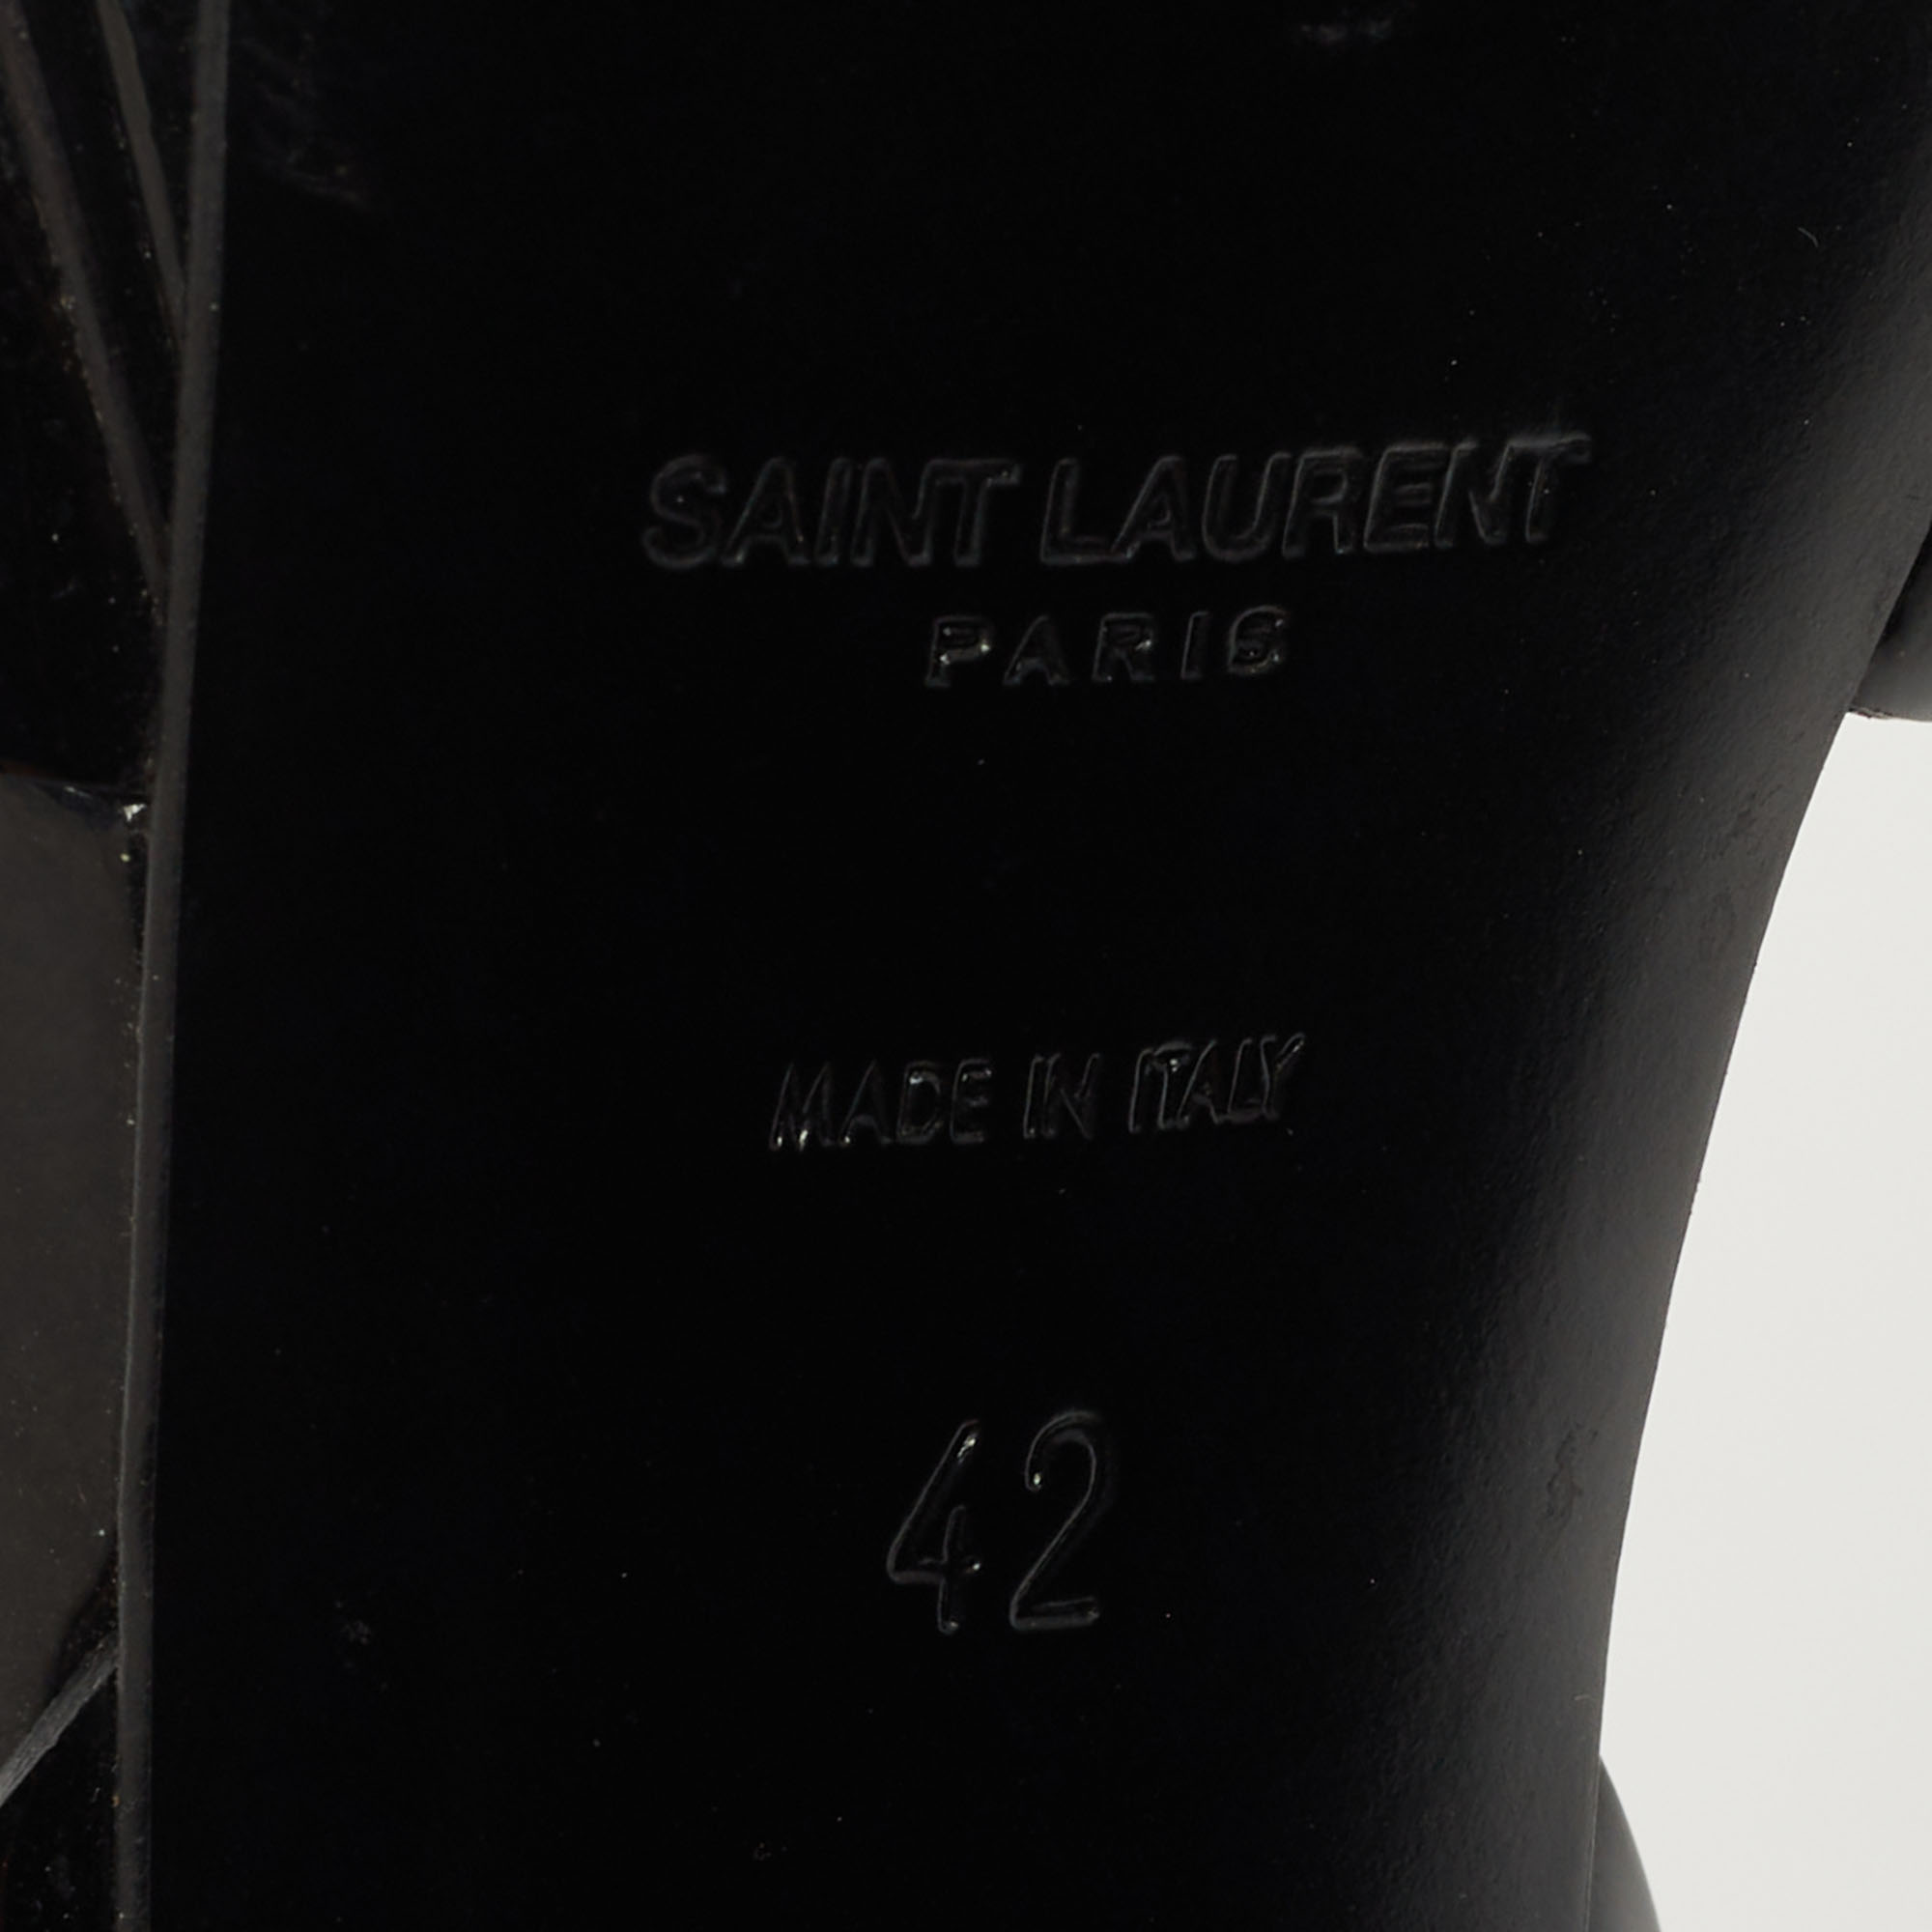 SAINT LAURENT
PARIS
MADE IN ITALY
42